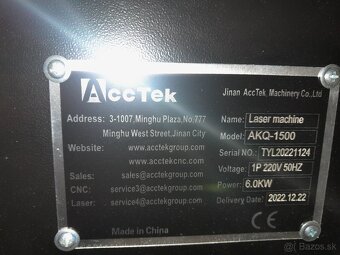 AccTek
Jinan AccTek Machinery Co.,Ltd
Address: 3-1007,Minghu Plaza,No.777
Minghu West Street,Jinan City
Website: www.acctekgroup.com
www.acctekcnc.com
Sales: sales@acctekgroup.com
CNC: service3@acctekgroup.com
Laser: service4@acctekgroup.com
Made in China
Name: Laser machine
Model: AKQ-1500
Serial NO.: TYL20221124
Voltage: 1P 220V 50HZ
Power: 6.0KW
Delivery Date: 2022.12.22
CE
bazos.sk